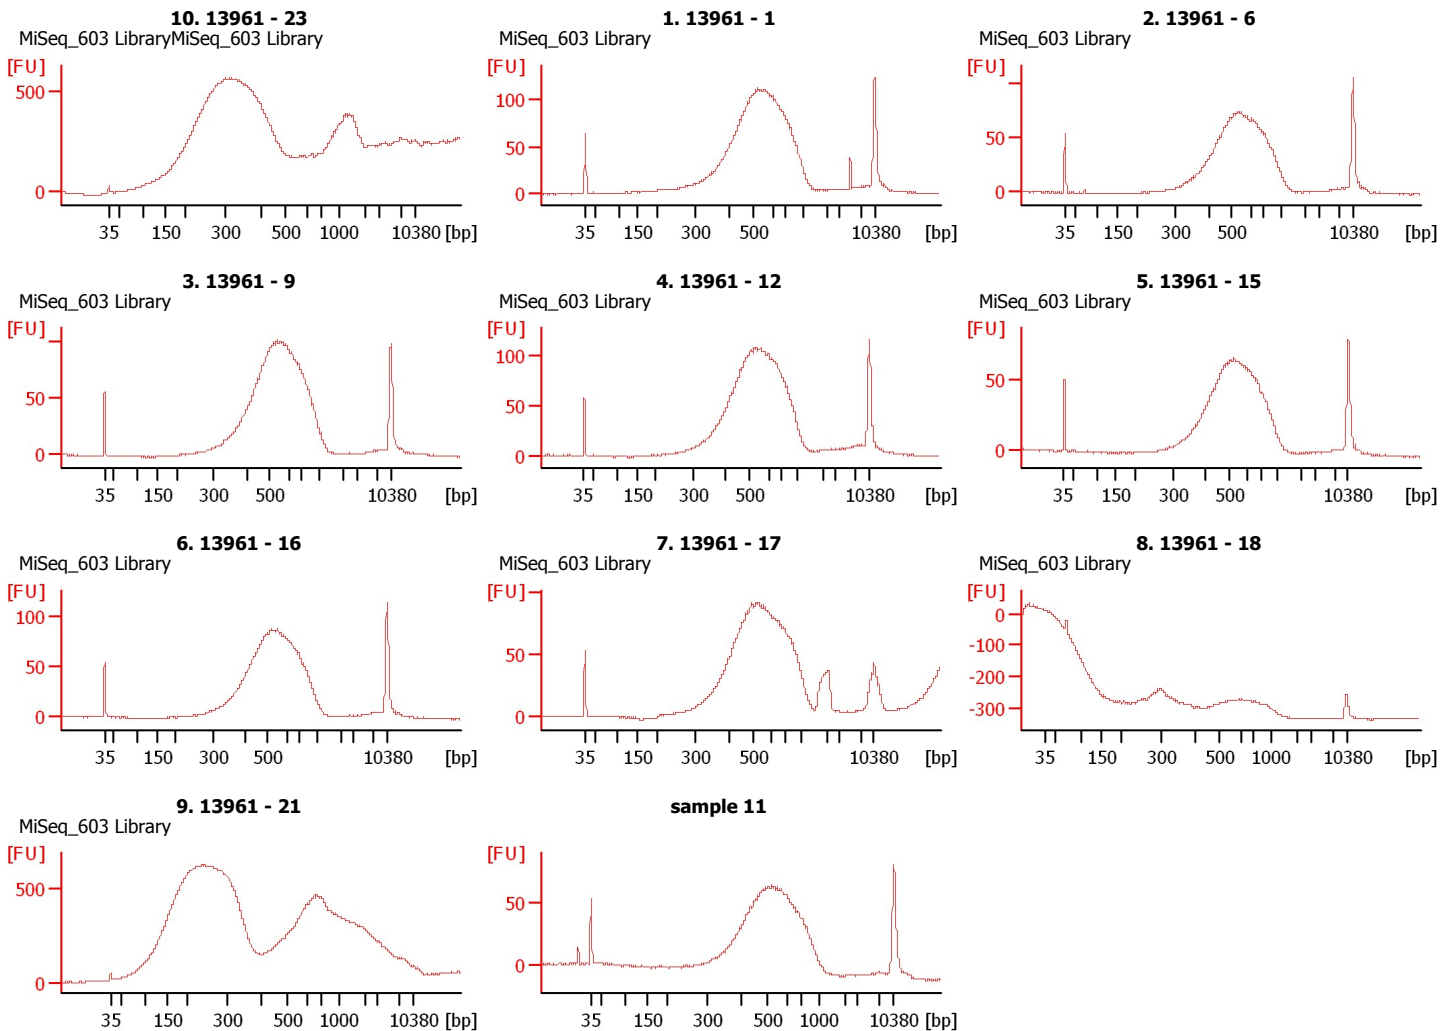 10. 13961 - 23
MiSeq_603 LibraryMiSeq_603 Library
[FU]
500
0
35 150 300 500 1000 10380 [bp]
1. 13961 - 1
MiSeq_603 Library
[FU]
100
50
0
35 150 300 500 10380 [bp]
2. 13961 - 6
MiSeq_603 Library
[FU]
50
0
35 150 300 500 10380 [bp]
3. 13961 - 9
MiSeq_603 Library
[FU]
50
0
35 150 300 500 10380 [bp]
4. 13961 - 12
MiSeq_603 Library
[FU]
100
50
0
35 150 300 500 10380 [bp]
5. 13961 - 15
MiSeq_603 Library
[FU]
50
0
35 150 300 500 10380 [bp]
6. 13961 - 16
MiSeq_603 Library
[FU]
100
50
0
35 150 300 500 10380 [bp]
7. 13961 - 17
MiSeq_603 Library
[FU]
50
0
35 150 300 500 10380 [bp]
8. 13961 - 18
MiSeq_603 Library
[FU]
0
-100
-200
-300
35 150 300 500 1000 10380 [bp]
9. 13961 - 21
MiSeq_603 Library
[FU]
500
0
35 150 300 500 1000 10380 [bp]
sample 11
[FU]
50
0
35 150 300 500 1000 10380 [bp]